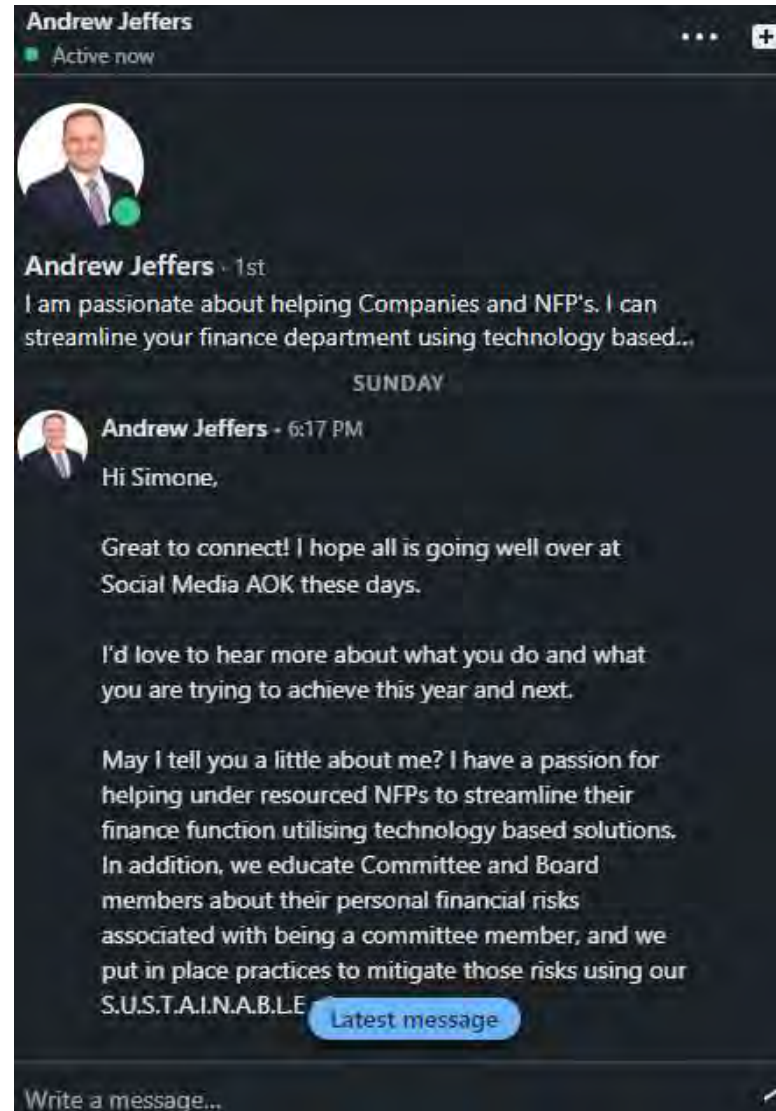 Andrew Jeffers
Active now
Andrew Jeffers · 1st
I am passionate about helping Companies and NFP's. I can
streamline your finance department using technology based...
SUNDAY
Andrew Jeffers • 6:17 PM
Hi Simone,
Great to connect! I hope all is going well over at
Social Media AOK these days.
I'd love to hear more about what you do and what
you are trying to achieve this year and next.
May I tell you a little about me? I have a passion for
helping under resourced NFPs to streamline their
finance function utilising technology based solutions.
In addition, we educate Committee and Board
members about their personal financial risks
associated with being a committee member, and we
put in place practices to mitigate those risks using our
S.U.S.T.A.I.N.A.B.L.E
Latest message
Write a message...